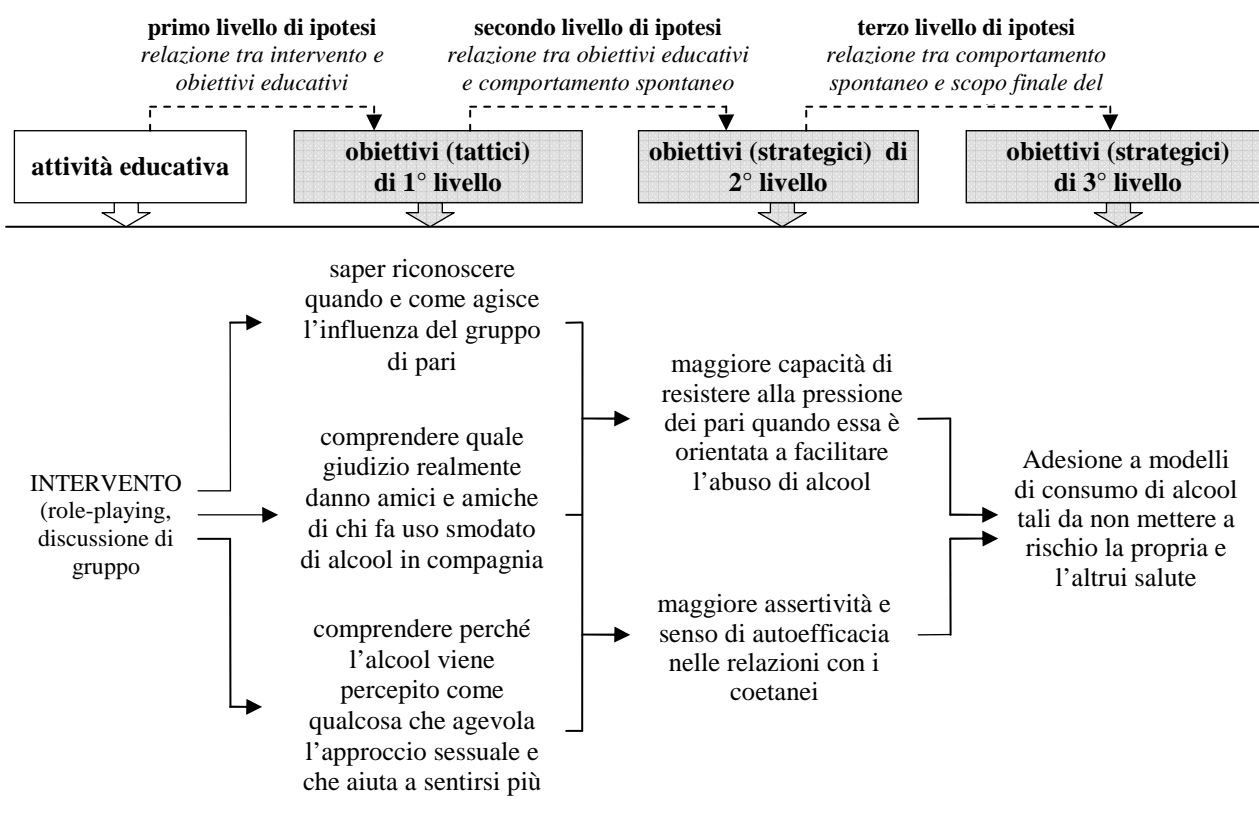 primo livello di ipotesi
relazione tra intervento e
obiettivi educativi
secondo livello di ipotesi
relazione tra obiettivi educativi
e comportamento spontaneo
terzo livello di ipotesi
relazione tra comportamento
spontaneo e scopo finale del
attività educativa
obiettivi (tattici)
di 1° livello
obiettivi (strategici) di
2° livello
obiettivi (strategici)
di 3° livello
INTERVENTO
(role-playing,
discussione di
gruppo
saper riconoscere
quando e come agisce
l’influenza del gruppo
di pari
comprendere quale
giudizio realmente
danno amici e amiche
di chi fa uso smodato
di alcool in compagnia
comprendere perché
l’alcool viene
percepito come
qualcosa che agevola
l’approccio sessuale e
che aiuta a sentirsi più
maggiore capacità di
resistere alla pressione
dei pari quando essa è
orientata a facilitare
l’abuso di alcool
maggiore assertività e
senso di autoefficacia
nelle relazioni con i
coetanei
Adesione a modelli
di consumo di alcool
tali da non mettere a
rischio la propria e
l’altrui salute